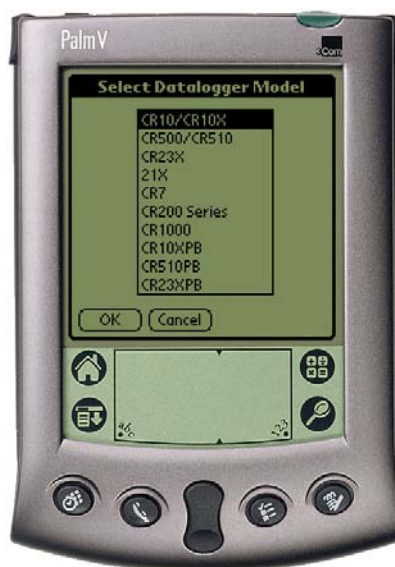 Palm V
3Com
Select Datalogger Model
CR10/CR10X
CR500/CR510
CR23X
21X
CR7
CR200 Series
CR1000
CR10XPB
CR510PB
CR23XPB
OK Cancel
abc 123